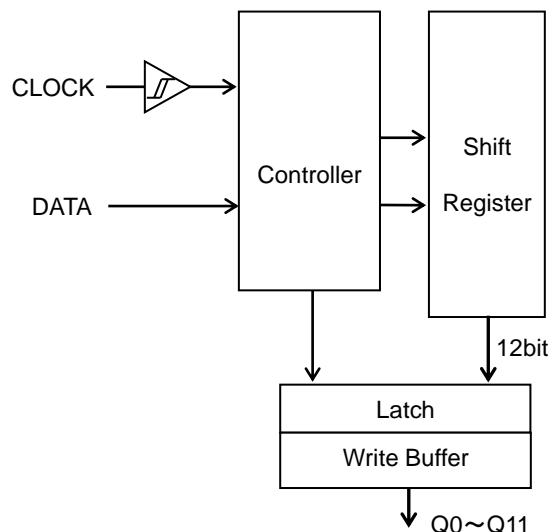 CLOCK
DATA
Controller
Shift
Register
12bit
Latch
Write Buffer
Q0～Q11